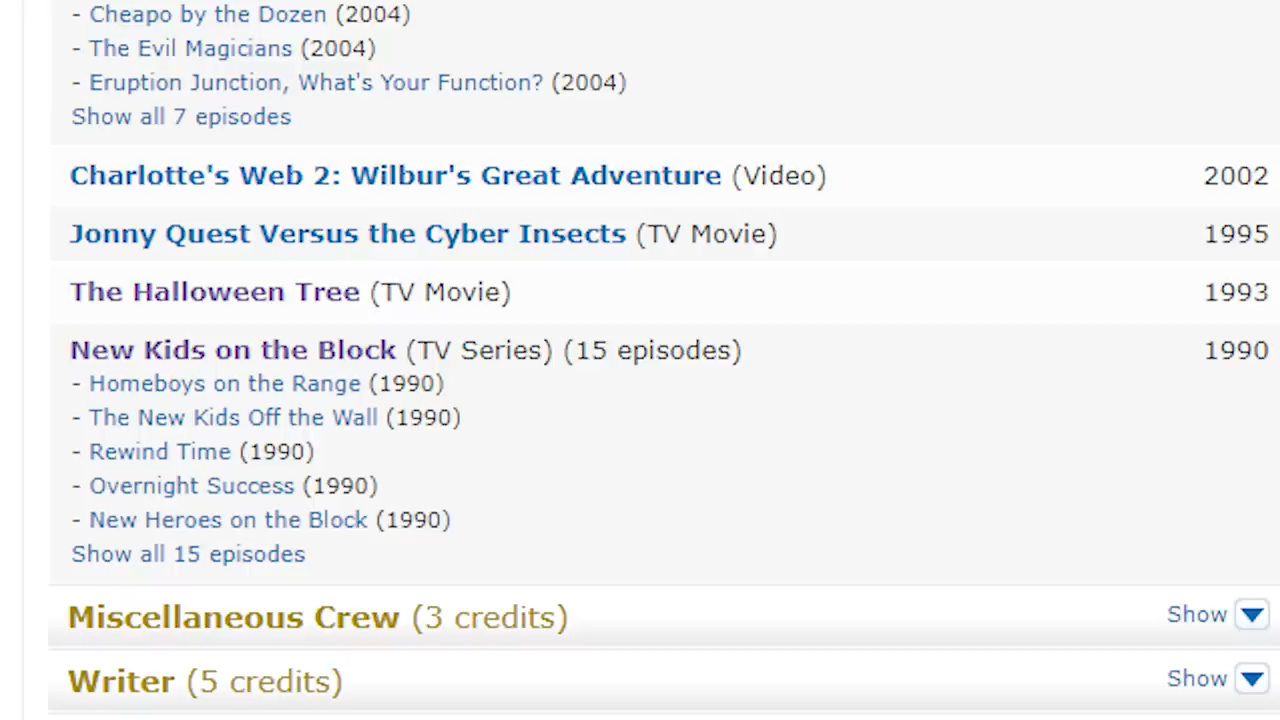 - Cheapo by the Dozen (2004)
- The Evil Magicians (2004)
- Eruption Junction, What's Your Function? (2004)
Show all 7 episodes
Charlotte's Web 2: Wilbur's Great Adventure (Video) 2002
Jonny Quest Versus the Cyber Insects (TV Movie) 1995
The Halloween Tree (TV Movie) 1993
New Kids on the Block (TV Series) (15 episodes) 1990
- Homeboys on the Range (1990)
- The New Kids Off the Wall (1990)
- Rewind Time (1990)
- Overnight Success (1990)
- New Heroes on the Block (1990)
Show all 15 episodes
Miscellaneous Crew (3 credits) Show
Writer (5 credits) Show